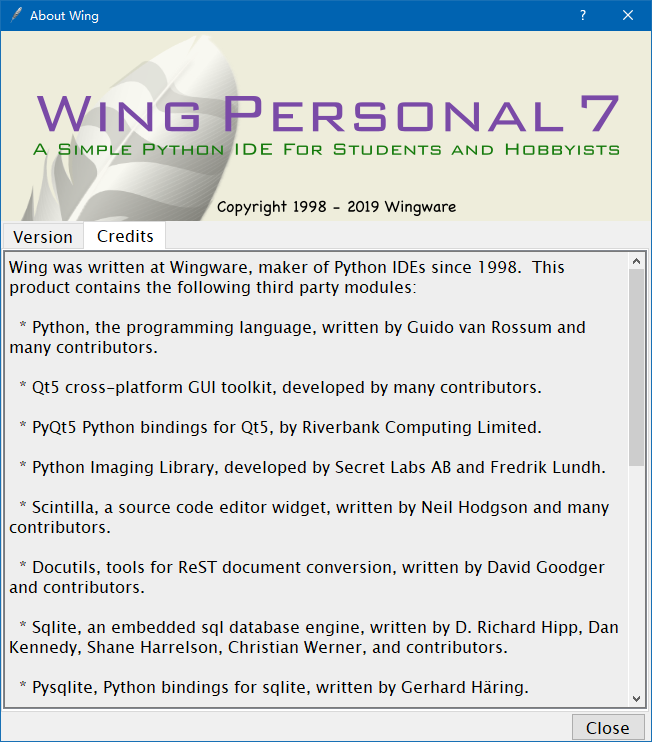 About Wing
?
WING PERSONAL 7
A SIMPLE PYTHON IDE FOR STUDENTS AND HOBBYISTS
Copyright 1998 - 2019 Wingware
Version
Credits
Wing was written at Wingware, maker of Python IDEs since 1998.  This
product contains the following third party modules:
* Python, the programming language, written by Guido van Rossum and
many contributors.
* Qt5 cross-platform GUI toolkit, developed by many contributors.
* PyQt5 Python bindings for Qt5, by Riverbank Computing Limited.
* Python Imaging Library, developed by Secret Labs AB and Fredrik Lundh.
* Scintilla, a source code editor widget, written by Neil Hodgson and many
contributors.
* Docutils, tools for ReST document conversion, written by David Goodger
and contributors.
* Sqlite, an embedded sql database engine, written by D. Richard Hipp, Dan
Kennedy, Shane Harrelson, Christian Werner, and contributors.
* Pysqlite, Python bindings for sqlite, written by Gerhard Häring.
Close